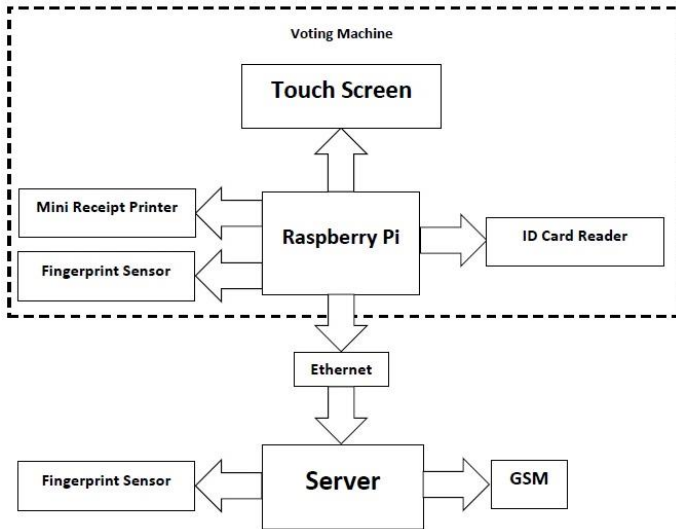 Voting Machine
Touch Screen
Mini Receipt Printer
Raspberry Pi
ID Card Reader
Fingerprint Sensor
Ethernet
Fingerprint Sensor
Server
GSM